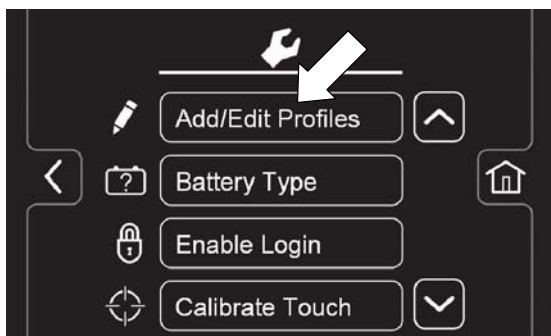 Add/Edit Profiles
?
Battery Type
Enable Login
Calibrate Touch